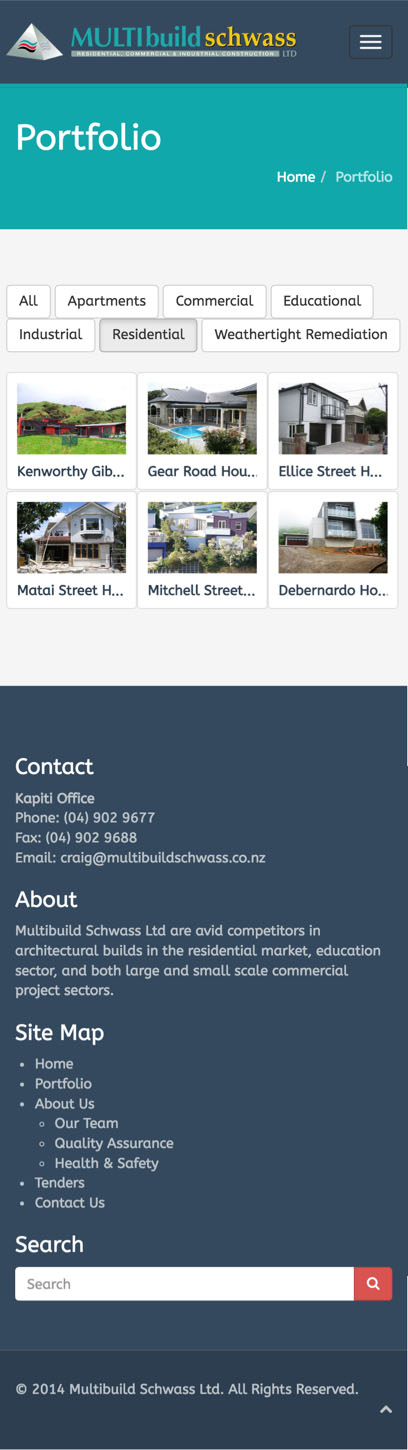 MULTIbuild schwass
RESIDENTIAL, COMMERCIAL & INDUSTRIAL CONSTRUCTION LTD
Portfolio
Home / Portfolio
All
Apartments
Commercial
Educational
Industrial
Residential
Weathertight Remediation
Kenworthy Gib...
Gear Road Hou...
Ellice Street H...
Matai Street H...
Mitchell Street...
Debernardo Ho...
Contact
Kapiti Office
Phone: (04) 902 9677
Fax: (04) 902 9688
Email: craig@multibuildschwass.co.nz
About
Multibuild Schwass Ltd are avid competitors in
architectural builds in the residential market, education
sector, and both large and small scale commercial
project sectors.
Site Map
• Home
• Portfolio
• About Us
◦ Our Team
◦ Quality Assurance
◦ Health & Safety
• Tenders
• Contact Us
Search
Search
© 2014 Multibuild Schwass Ltd. All Rights Reserved.